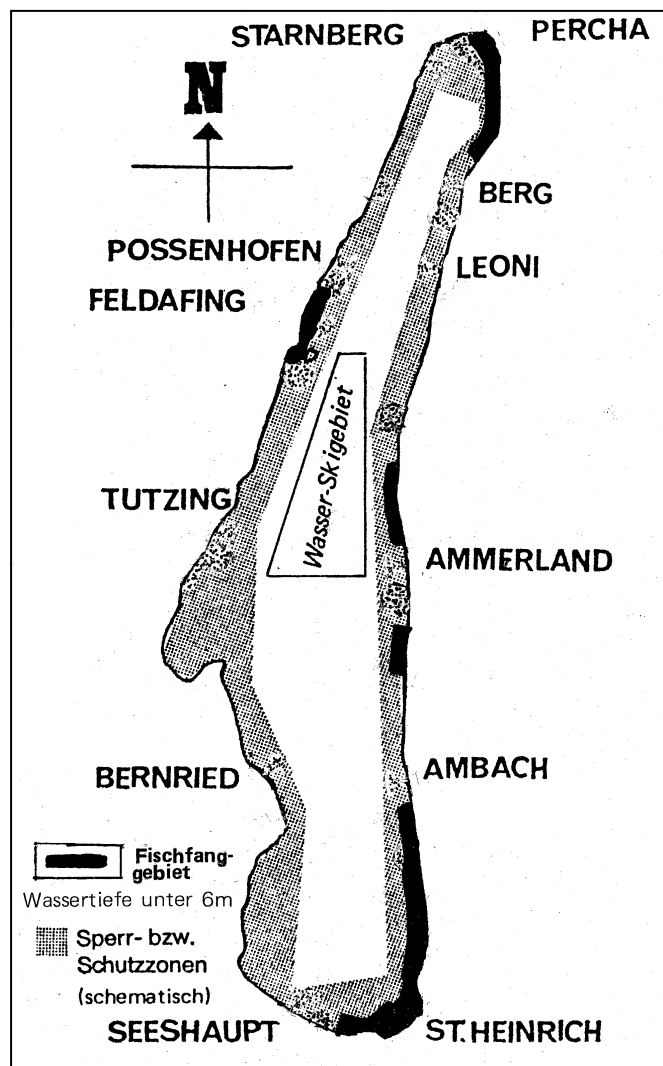 STARNBERG
PERCHA
N
BERG
POSSENHOFEN
LEONI
FELDAFING
Wasser-Skigebiet
TUTZING
AMMERLAND
BERNRIED
AMBACH
Fischfang-
gebiet
Wassertiefe unter 6m
Sperr- bzw.
Schutzzonen
(schematisch)
SEESHAUPT
ST.HEINRICH